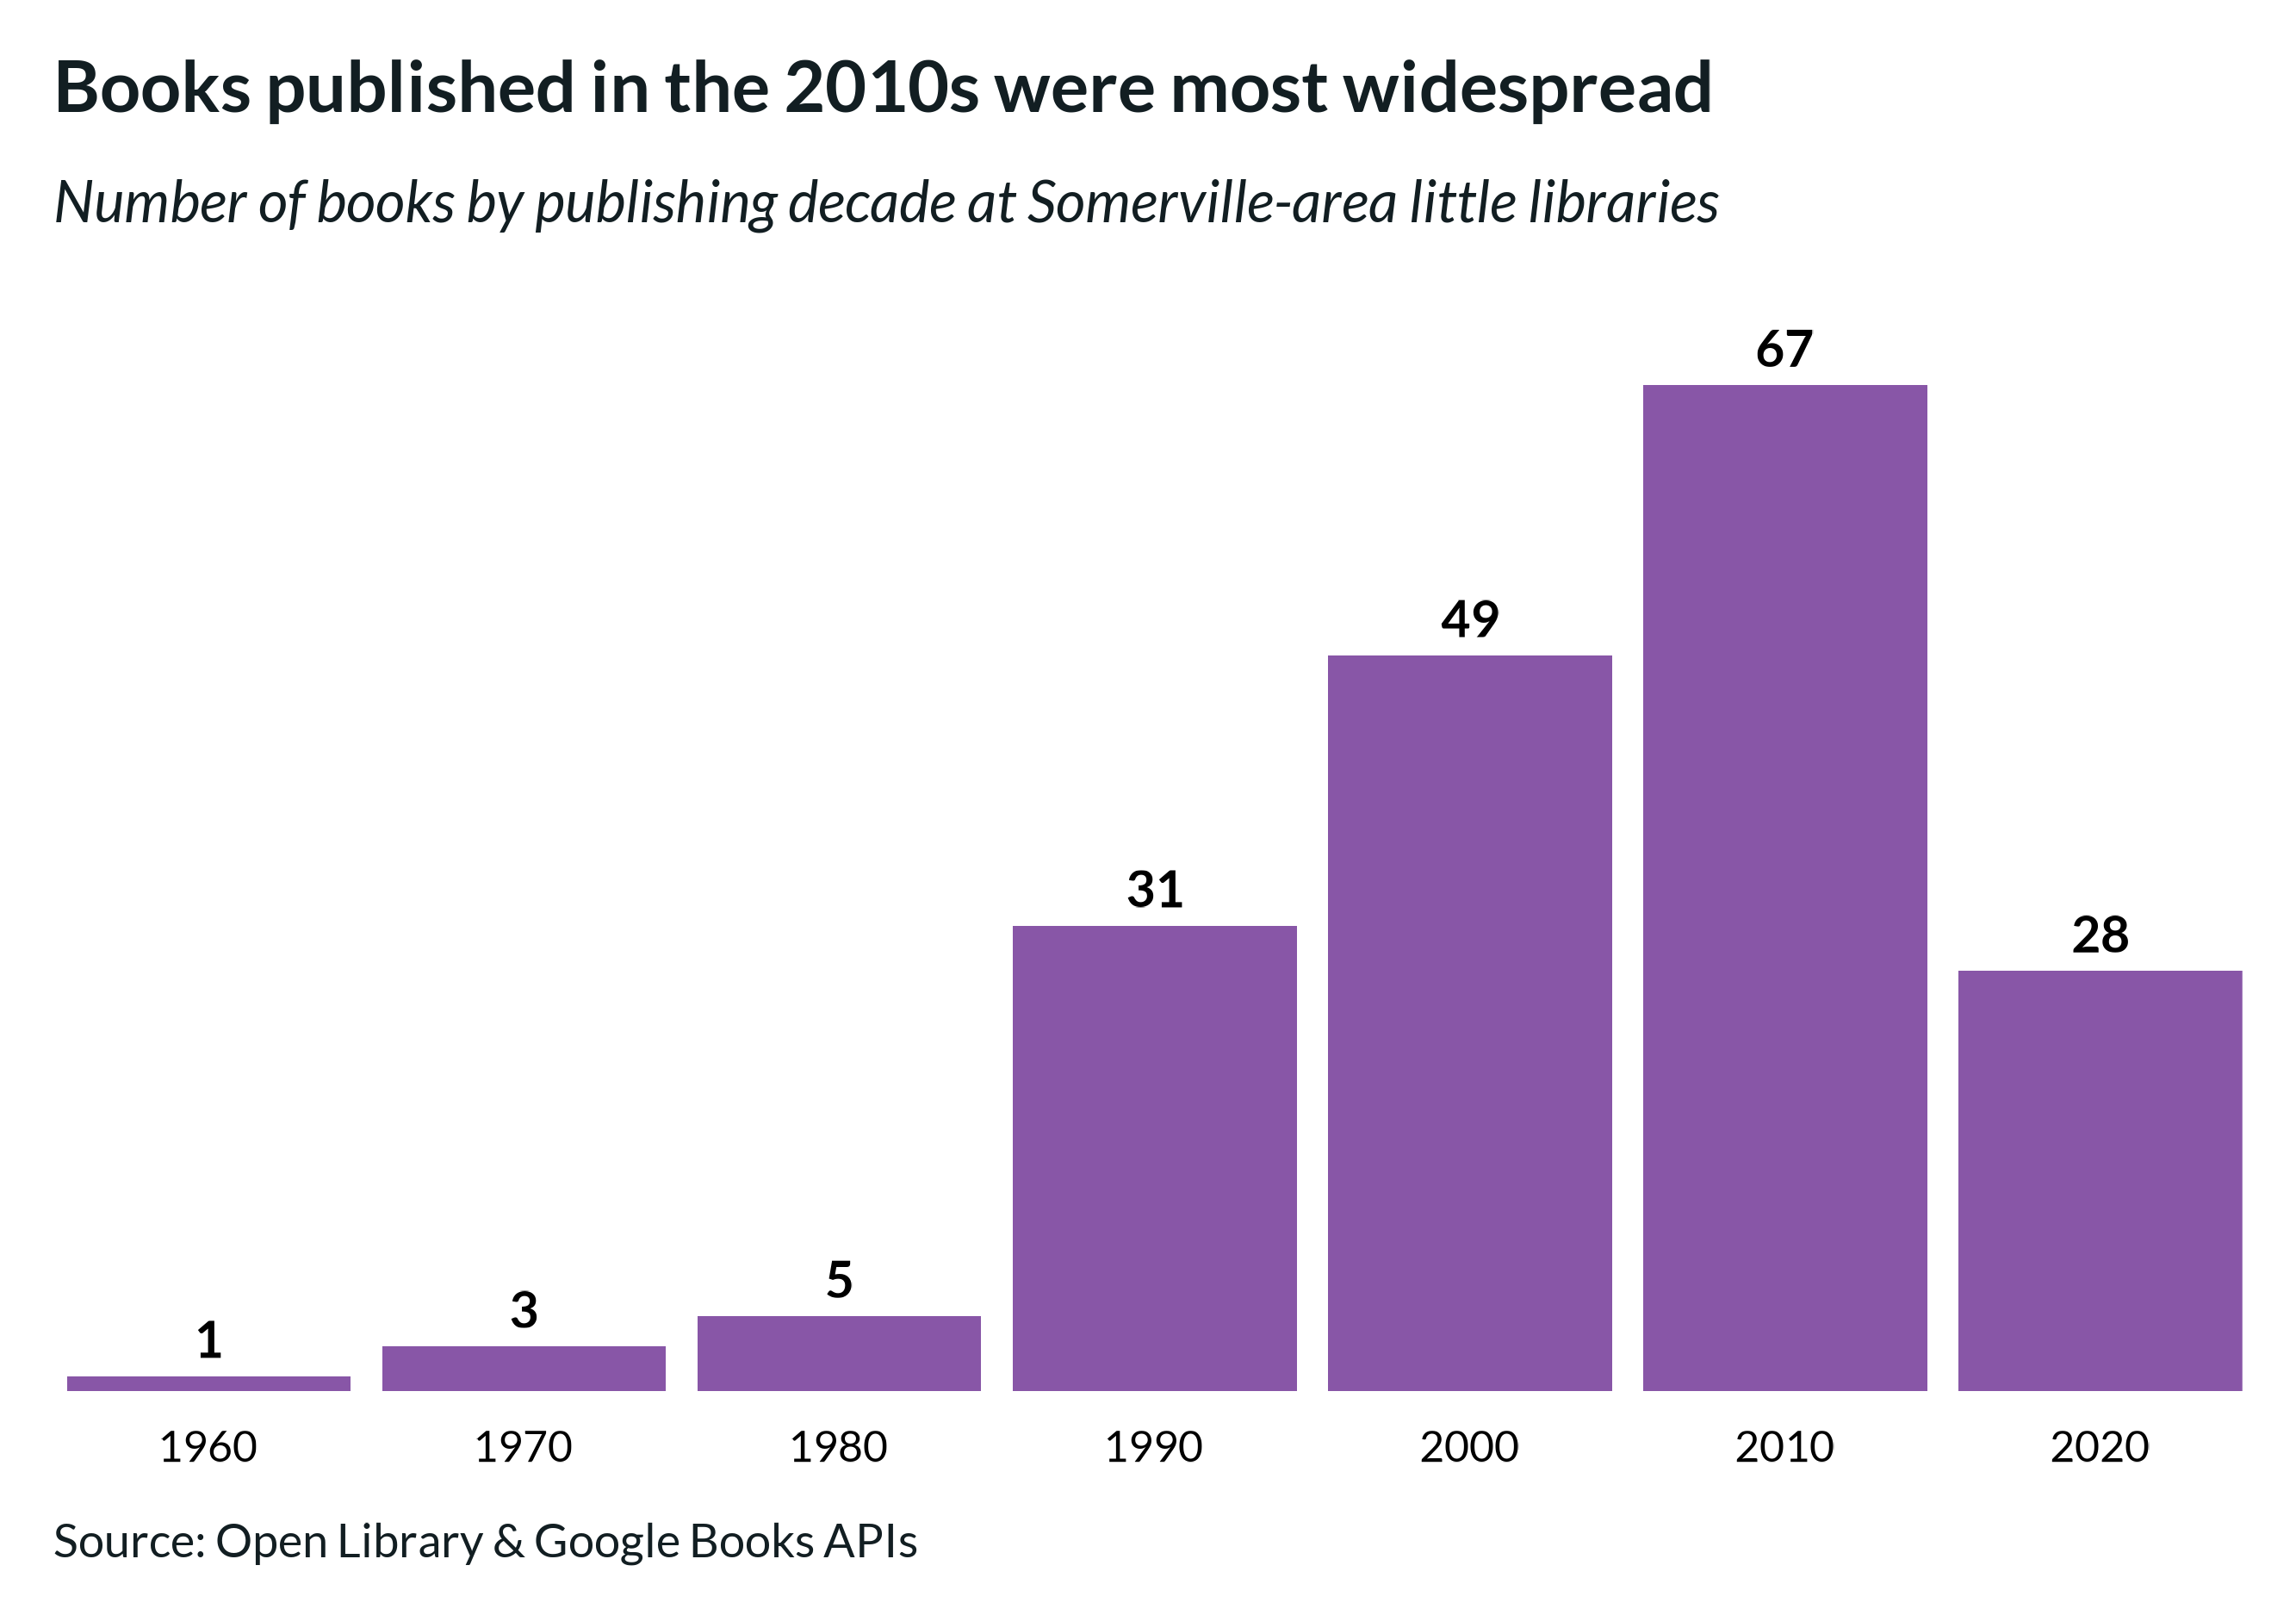 Books published in the 2010s were most widespread
Number of books by publishing decade at Somerville-area little libraries
67
49
31
28
5
3
1
1960 1970 1980 1990 2000 2010 2020
Source: Open Library & Google Books APIs